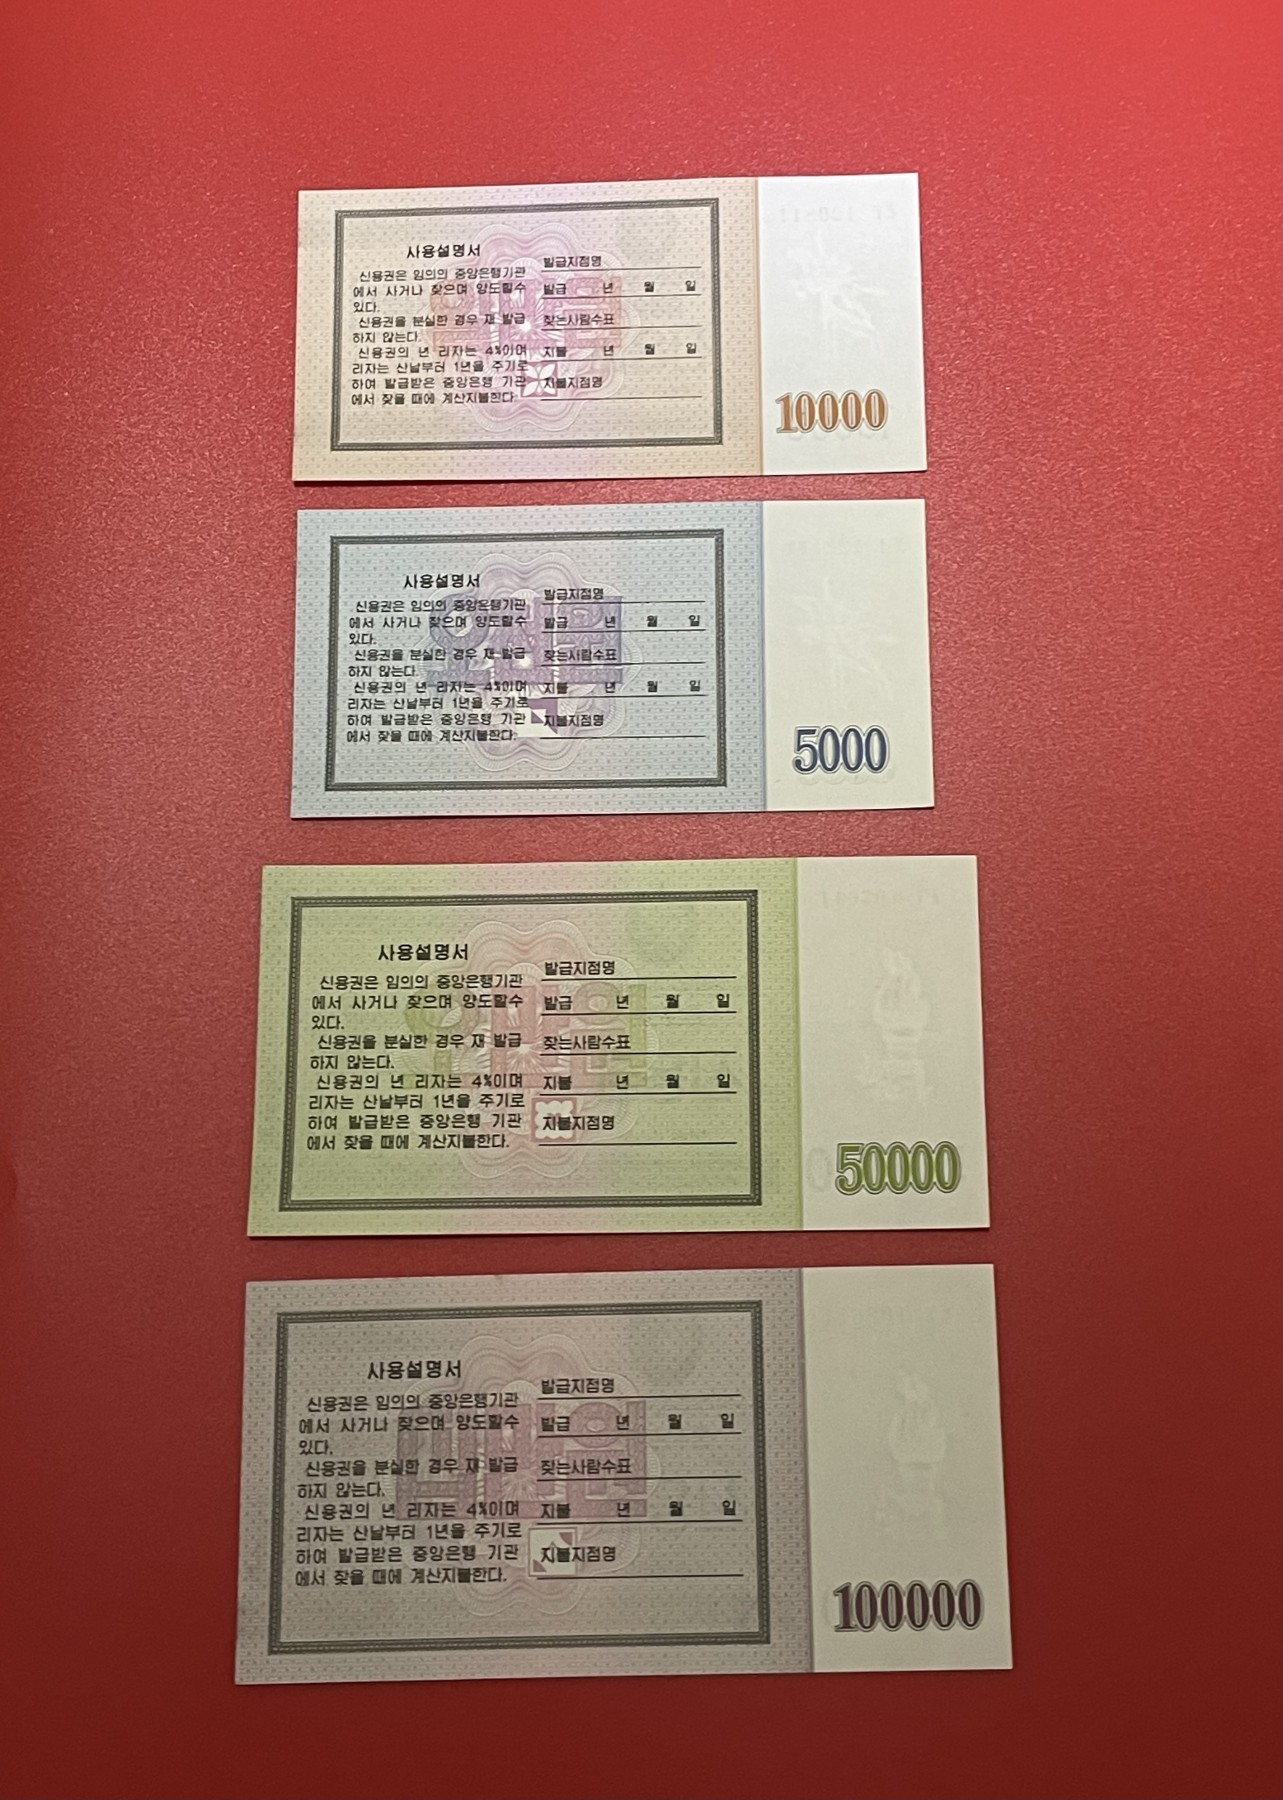 사용설명서
신용권은 임의의 중앙은행기관
에서 사거나 찾으며 양도할수
있다.
신용권을 분실한 경우 재 발급
하지 않는다.
신용권의 년 리자는 4%이며
리자는 산날부터 1년을 주기로
하여 발급받은 중앙은행 기관
에서 찾을 때에 계산지불한다.
발급지점명
발급 년 월 일
찾는사람수표
지불 년 월 일
지불지점명
10000
사용설명서
신용권은 임의의 중앙은행기관
에서 사거나 찾으며 양도할수
있다.
신용권을 분실한 경우 재 발급
하지 않는다.
신용권의 년 리자는 4%이며
리자는 산날부터 1년을 주기로
하여 발급받은 중앙은행 기관
에서 찾을 때에 계산지불한다.
발급지점명
발급 년 월 일
찾는사람수표
지불 년 월 일
지불지점명
5000
사용설명서
신용권은 임의의 중앙은행기관
에서 사거나 찾으며 양도할수
있다.
신용권을 분실한 경우 재 발급
하지 않는다.
신용권의 년 리자는 4%이며
리자는 산날부터 1년을 주기로
하여 발급받은 중앙은행 기관
에서 찾을 때에 계산지불한다.
발급지점명
발급 년 월 일
찾는사람수표
지불 년 월 일
지불지점명
50000
사용설명서
신용권은 임의의 중앙은행기관
에서 사거나 찾으며 양도할수
있다.
신용권을 분실한 경우 재 발급
하지 않는다.
신용권의 년 리자는 4%이며
리자는 산날부터 1년을 주기로
하여 발급받은 중앙은행 기관
에서 찾을 때에 계산지불한다.
발급지점명
발급 년 월 일
찾는사람수표
지불 년 월 일
지불지점명
100000